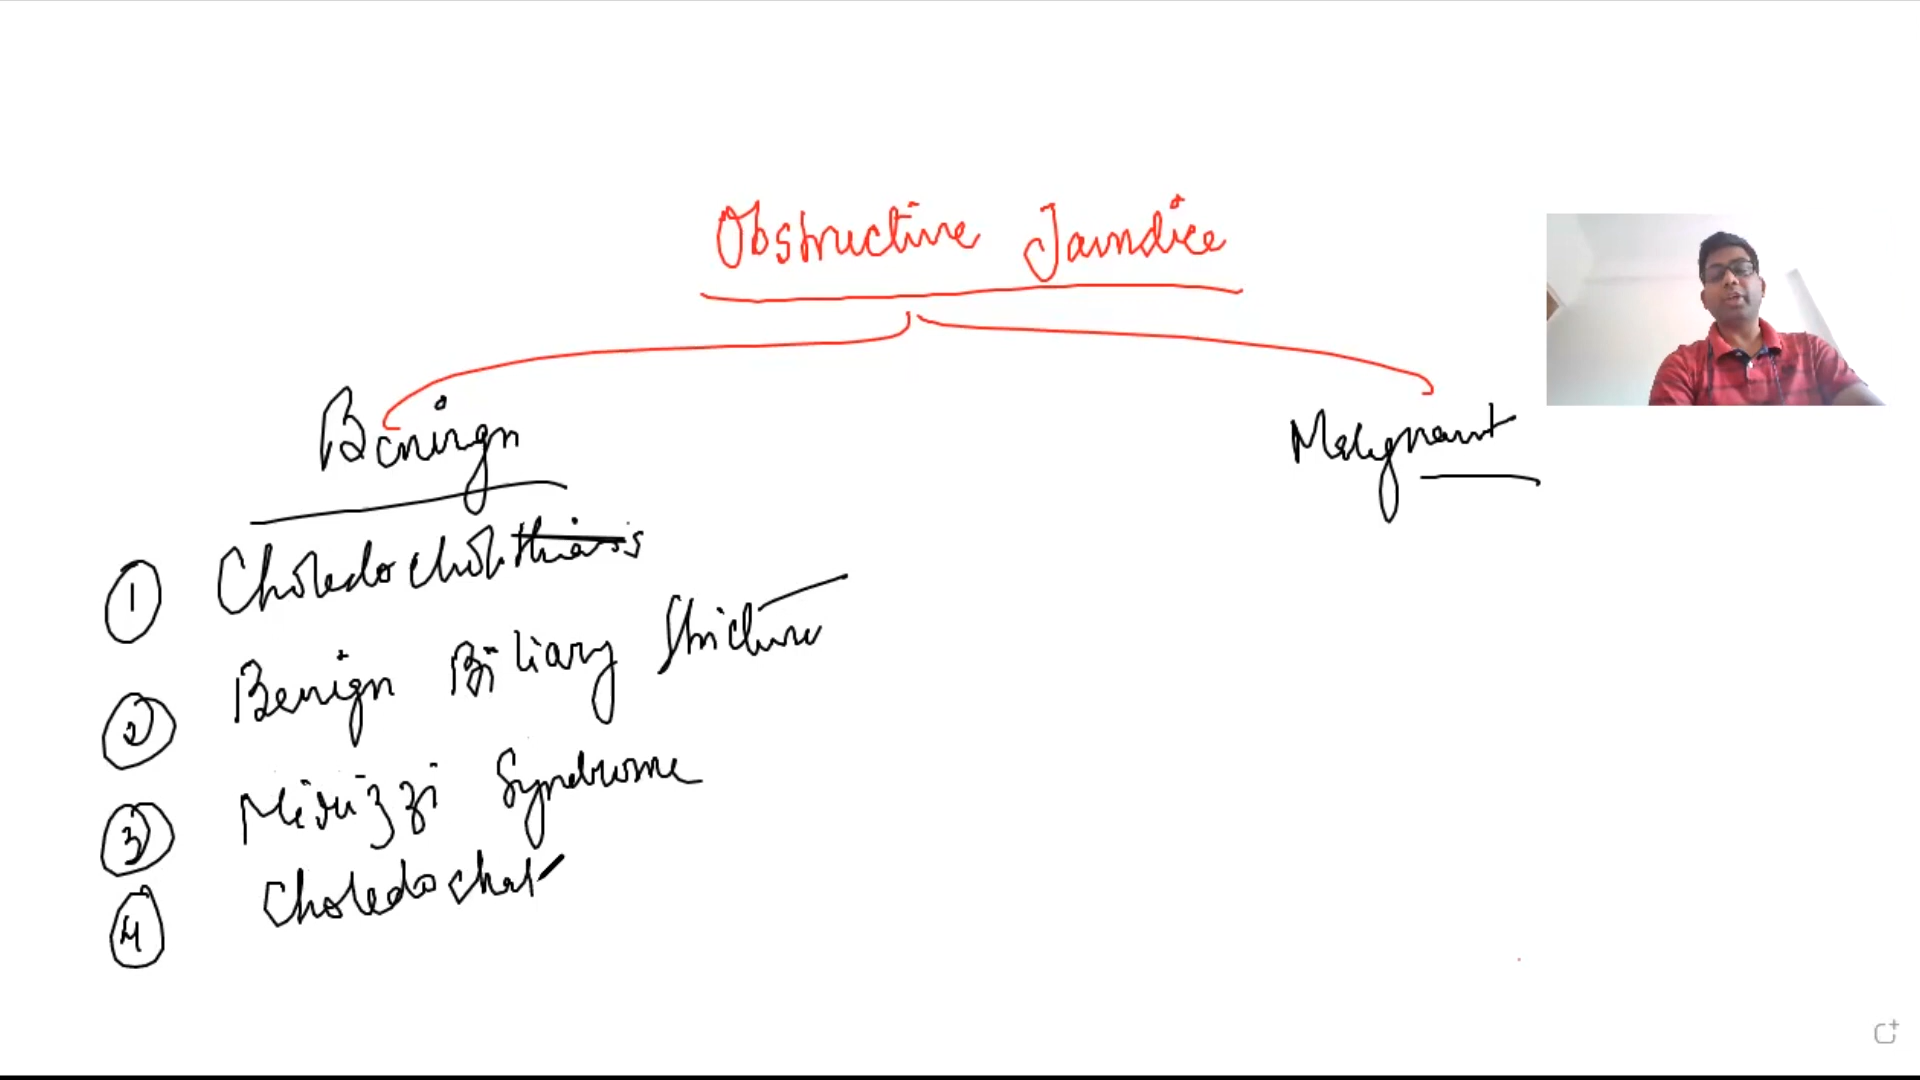 Obstructive Jaundice
Benign
Malignant
1 Choledocholithiasis
2 Benign Biliary Stricture
3 Mirizzi Syndrome
4 Choledochal